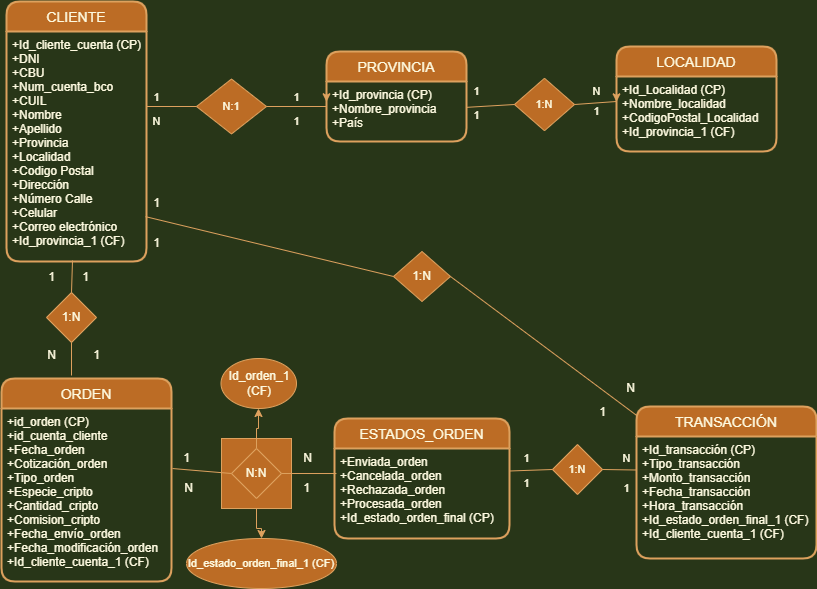 CLIENTE
+Id_cliente_cuenta (CP)
+DNI
+CBU
+Num_cuenta_bco
+CUIL
+Nombre
+Apellido
+Provincia
+Localidad
+Codigo Postal
+Dirección
+Número Calle
+Celular
+Correo electrónico
+Id_provincia_1 (CF)
1
N
N:1
1
1
PROVINCIA
+Id_provincia (CP)
+Nombre_provincia
+País
1
1
1:N
N
1
LOCALIDAD
+Id_Localidad (CP)
+Nombre_localidad
+CodigoPostal_Localidad
+Id_provincia_1 (CF)
1
1
1:N
N
1
1
1
1:N
N
1
ORDEN
+id_orden (CP)
+id_cuenta_cliente
+Fecha_orden
+Cotización_orden
+Tipo_orden
+Especie_cripto
+Cantidad_cripto
+Comision_cripto
+Fecha_envío_orden
+Fecha_modificación_orden
+Id_cliente_cuenta_1 (CF)
1
N
Id_orden_1
(CF)
N:N
Id_estado_orden_final_1 (CF)
N
1
ESTADOS_ORDEN
+Enviada_orden
+Cancelada_orden
+Rechazada_orden
+Procesada_orden
+Id_estado_orden_final (CP)
1
1
1:N
N
1
TRANSACCIÓN
+Id_transacción (CP)
+Tipo_transacción
+Monto_transacción
+Fecha_transacción
+Hora_transacción
+Id_estado_orden_final_1 (CF)
+Id_cliente_cuenta_1 (CF)